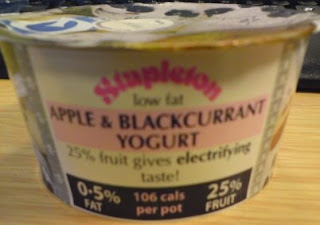 Stapleton
low fat
APPLE & BLACKCURRANT
YOGURT
25% fruit gives electrifying
taste!
0·5%
FAT
106 cals
per pot
25%
FRUIT